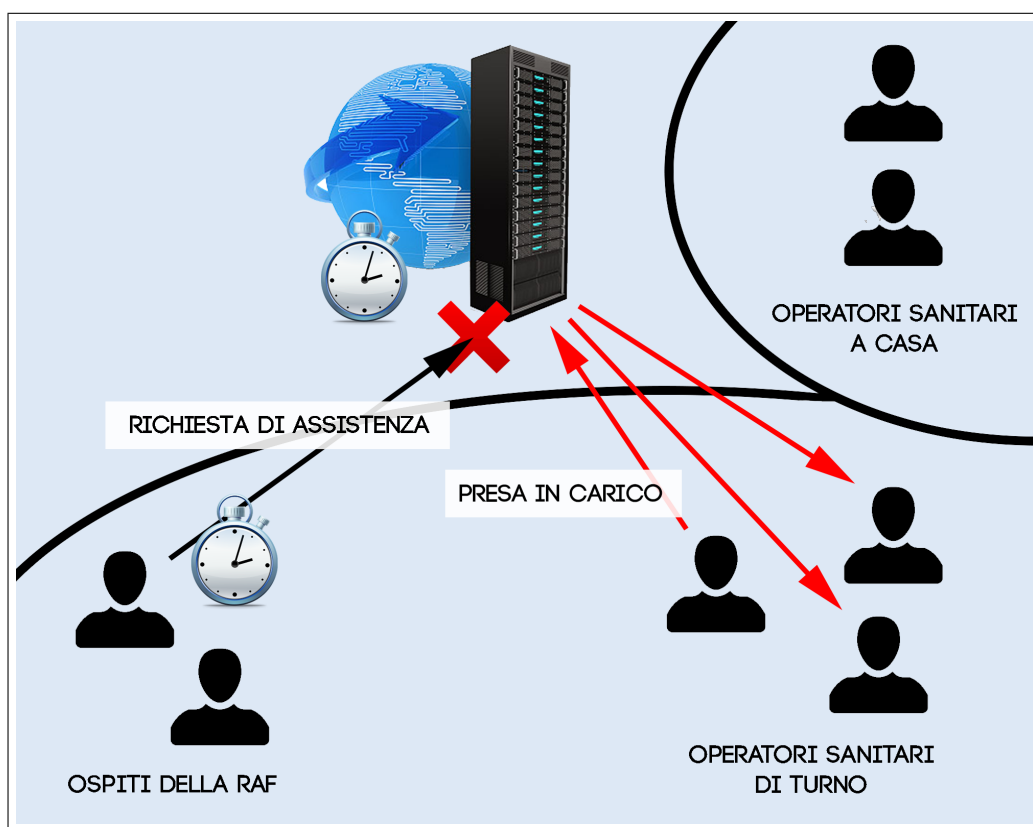 OPERATORI SANITARI
A CASA
RICHIESTA DI ASSISTENZA
PRESA IN CARICO
OSPITI DELLA RAF
OPERATORI SANITARI
DI TURNO